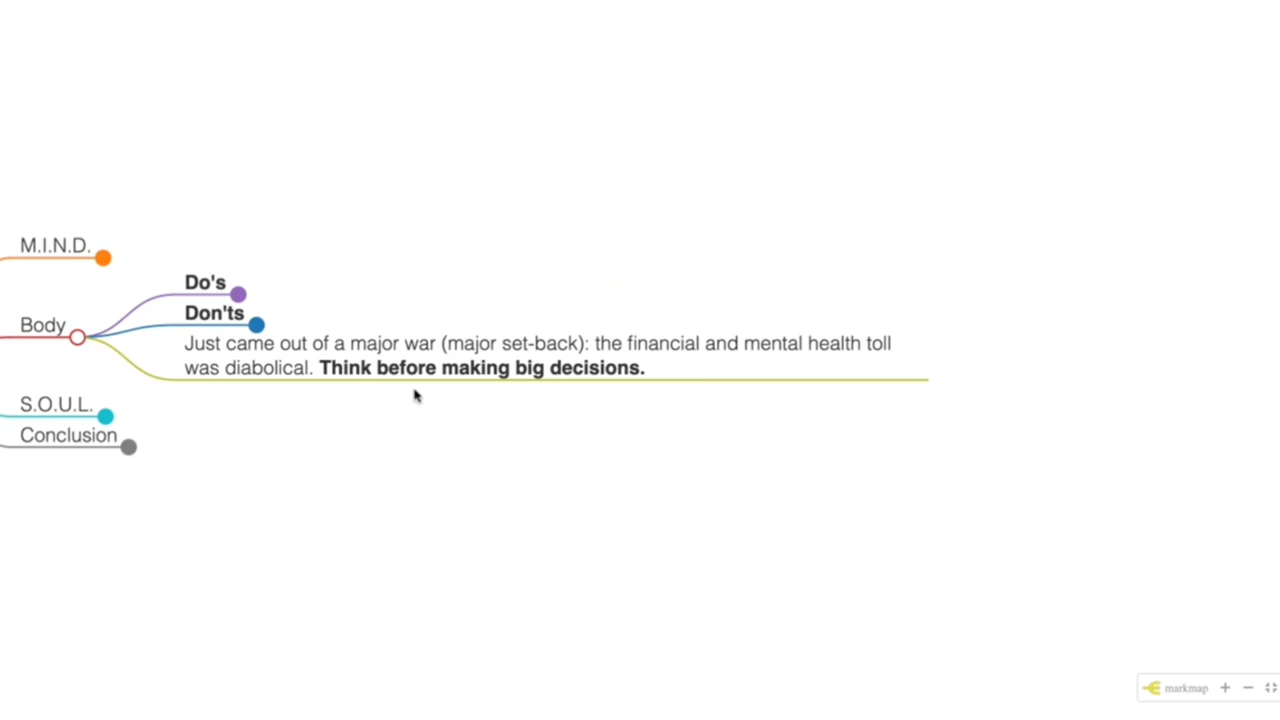 M.I.N.D.
Do's
Don'ts
Body
Just came out of a major war (major set-back): the financial and mental health toll
was diabolical. Think before making big decisions.
S.O.U.L.
Conclusion
markmap